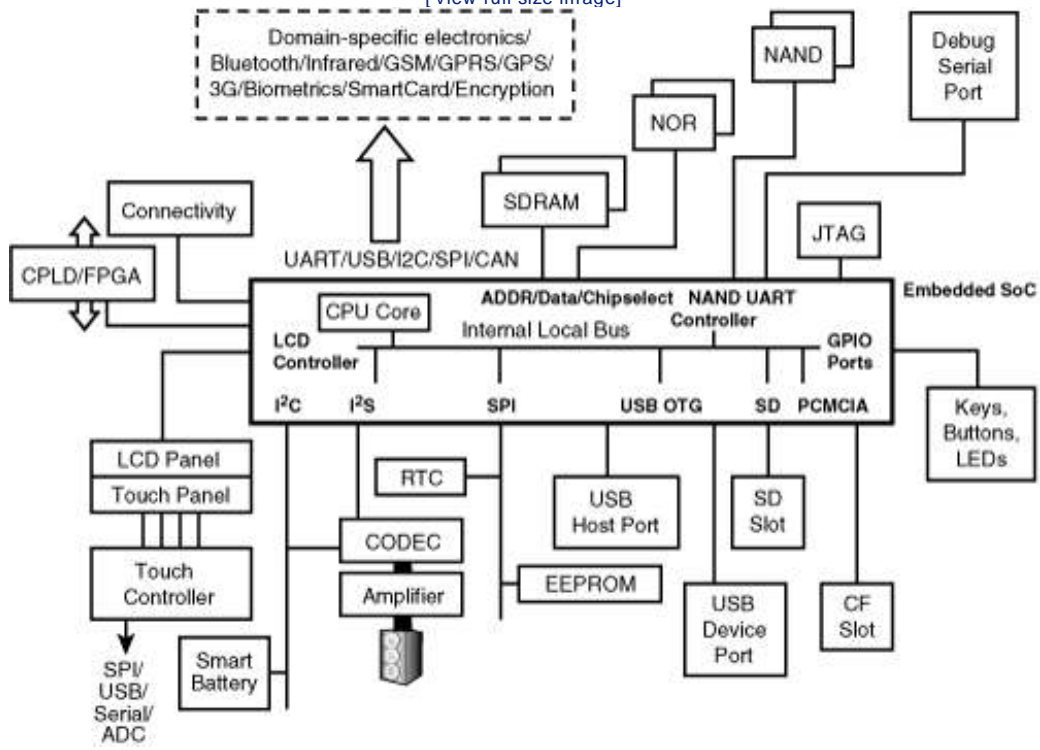 [View full size image]
Domain-specific electronics/
Bluetooth/Infrared/GSM/GPRS/GPS/
3G/Biometrics/SmartCard/Encryption
NAND
Debug
Serial
Port
NOR
SDRAM
Connectivity
JTAG
CPLD/FPGA
UART/USB/I2C/SPI/CAN
Embedded SoC
ADDR/Data/Chipselect
NAND UART
Controller
CPU Core
Internal Local Bus
LCD
Controller
GPIO
Ports
I²C
I²S
SPI
USB OTG
SD
PCMCIA
Keys,
Buttons,
LEDs
LCD Panel
Touch Panel
RTC
USB
Host Port
SD
Slot
CODEC
Touch
Controller
Amplifier
EEPROM
USB
Device
Port
CF
Slot
Smart
Battery
SPI/
USB/
Serial/
ADC